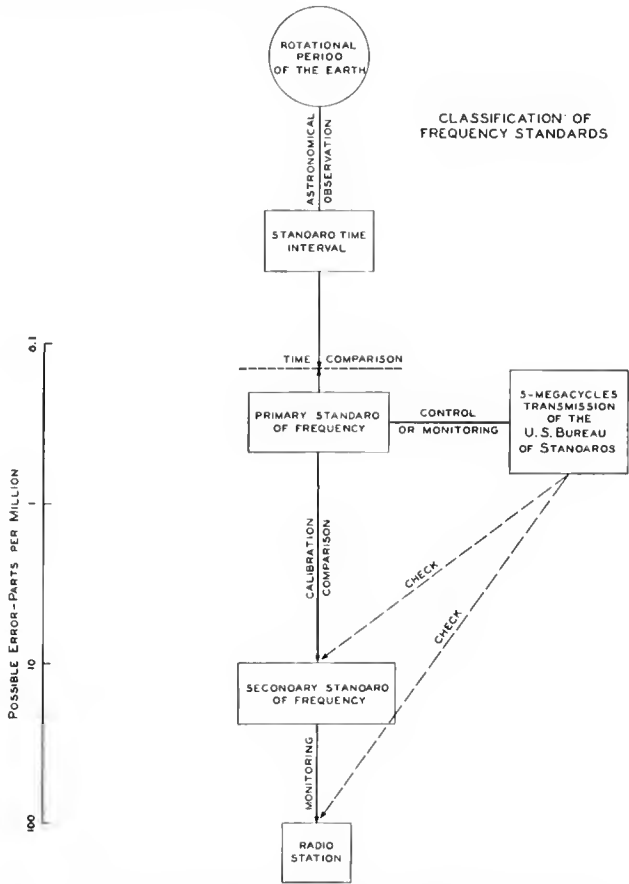 ROTATIONAL
PERIOD
OF THE EARTH
CLASSIFICATION OF
FREQUENCY STANDARDS
ASTRONOMICAL
OBSERVATION
STANDARD TIME
INTERVAL
0.1
TIME COMPARISON
PRIMARY STANDARD
OF FREQUENCY
CONTROL
OR MONITORING
5-MEGACYCLES
TRANSMISSION
OF THE
U.S. BUREAU
OF STANDARDS
POSSIBLE ERROR-PARTS PER MILLION
1
CALIBRATION
COMPARISON
CHECK
CHECK
10
SECONDARY STANDARD
OF FREQUENCY
MONITORING
100
RADIO
STATION